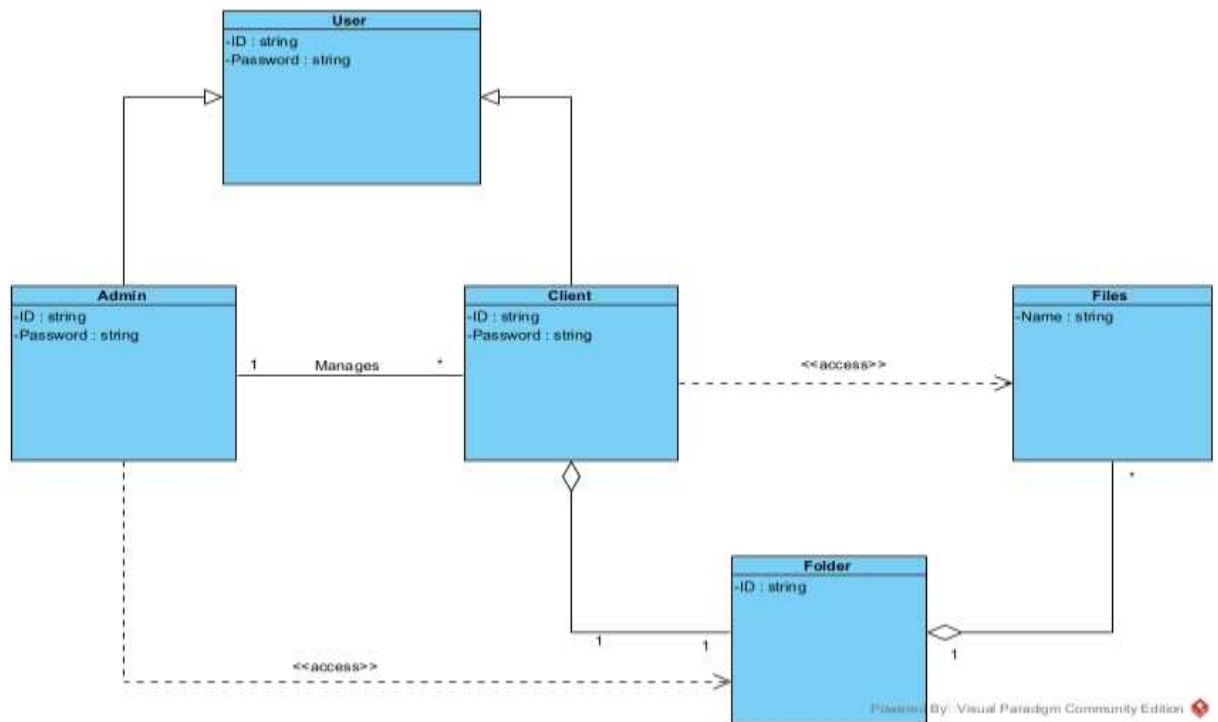 User
-ID : string
-Password : string
Admin
-ID : string
-Password : string
Client
-ID : string
-Password : string
Files
-Name : string
1
Manages
*
<<access>>
*
Folder
-ID : string
1
1
1
<<access>>
Powered By: Visual Paradigm Community Edition